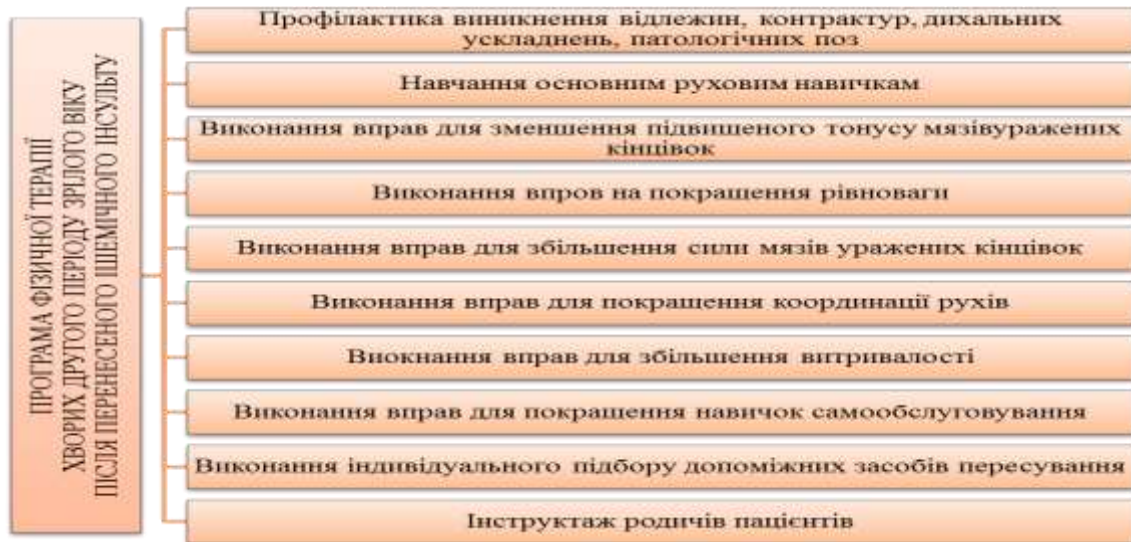 ПРОГРАМА ФІЗИЧНОЇ ТЕРАПІЇ
ХВОРИХ ДРУГОГО ПЕРІОДУ ЗРІЛОГО ВІКУ
ПІСЛЯ ПЕРЕНЕСЕНОГО ІШЕМІЧНОГО ІНСУЛЬТУ
Профілактика виникнення відлежин, контрактур, дихальних
ускладнень, патологічних поз
Навчання основним руховим навичкам
Виконання вправ для зменшення підвищеного тонусу мязівуражених
кінцівок
Виконання впров на покращення рівноваги
Виконання вправ для збільшення сили мязів уражених кінцівок
Виконання вправ для покращення координації рухів
Виокнання вправ для збільшення витривалості
Виконання вправ для покращення навичок самообслуговування
Виконання індивідуального підбору допоміжних засобів пересування
Інструктаж родичів пацієнтів